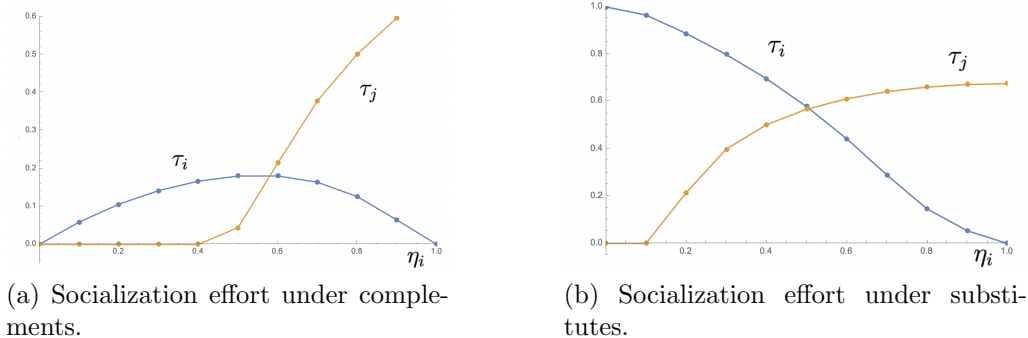 0.6
0.5
0.4
0.3
0.2
0.1
0.0
0.2
0.4
0.6
0.8
1.0
τi
τj
ηi
(a) Socialization effort under comple-
ments.
1.0
0.8
0.6
0.4
0.2
0.0
0.2
0.4
0.6
0.8
1.0
τi
τj
ηi
(b) Socialization effort under substi-
tutes.